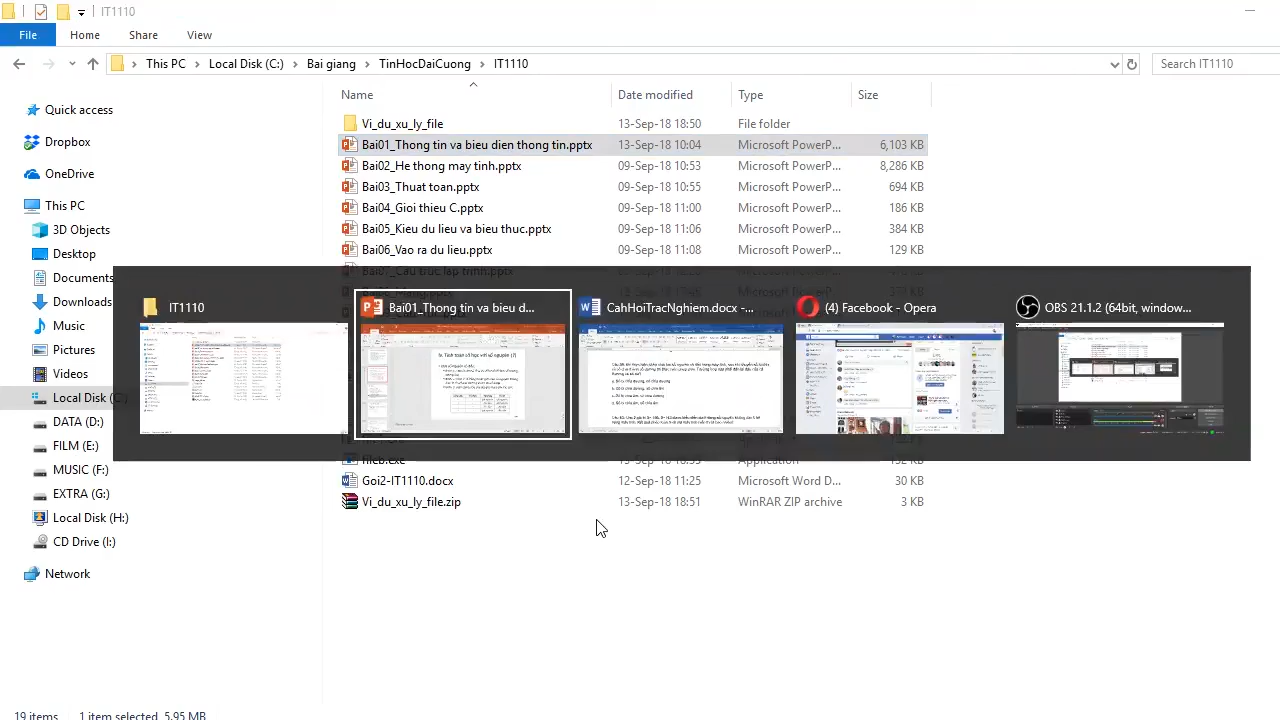 IT1110
File Home Share View
This PC > Local Disk (C:) > Bai giang > TinHocDaiCuong > IT1110
Search IT1110
Name Date modified Type Size
Quick access
Dropbox
OneDrive
This PC
3D Objects
Desktop
Documents
Downloads
Music
Pictures
Videos
Local Disk (C
DATA (D:)
FILM (E:)
MUSIC (F:)
EXTRA (G:)
Local Disk (H:)
CD Drive (I:)
Network
Vi_du_xu_ly_file 13-Sep-18 18:50 File folder
Bai01_Thong tin va bieu dien thong tin.pptx 13-Sep-18 10:04 Microsoft PowerP... 6,103 KB
Bai02_He thong may tinh.pptx 09-Sep-18 10:53 Microsoft PowerP... 8,286 KB
Bai03_Thuat toan.pptx 09-Sep-18 10:55 Microsoft PowerP... 694 KB
Bai04_Gioi thieu C.pptx 09-Sep-18 11:00 Microsoft PowerP... 186 KB
Bai05_Kieu du lieu va bieu thuc.pptx 09-Sep-18 11:06 Microsoft PowerP... 384 KB
Bai06_Vao ra du lieu.pptx 09-Sep-18 11:08 Microsoft PowerP... 129 KB
IT1110
Bai01_Thong tin va bieu d...
CahHoiTracNghiem.docx -...
(4) Facebook - Opera
OBS 21.1.2 (64bit, window...
Goi2-IT1110.docx 12-Sep-18 11:25 Microsoft Word D... 30 KB
Vi_du_xu_ly_file.zip 13-Sep-18 18:51 WinRAR ZIP archive 3 KB
19 items 1 item selected 5.95 MB